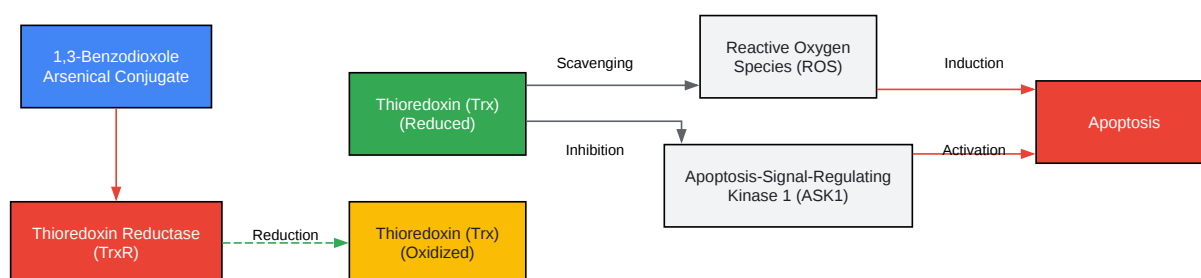 1,3-Benzodioxole
Arsenical Conjugate
Thioredoxin (Trx)
(Reduced)
Scavenging
Reactive Oxygen
Species (ROS)
Induction
Apoptosis
Inhibition
Apoptosis-Signal-Regulating
Kinase 1 (ASK1)
Activation
Thioredoxin Reductase
(TrxR)
Reduction
Thioredoxin (Trx)
(Oxidized)